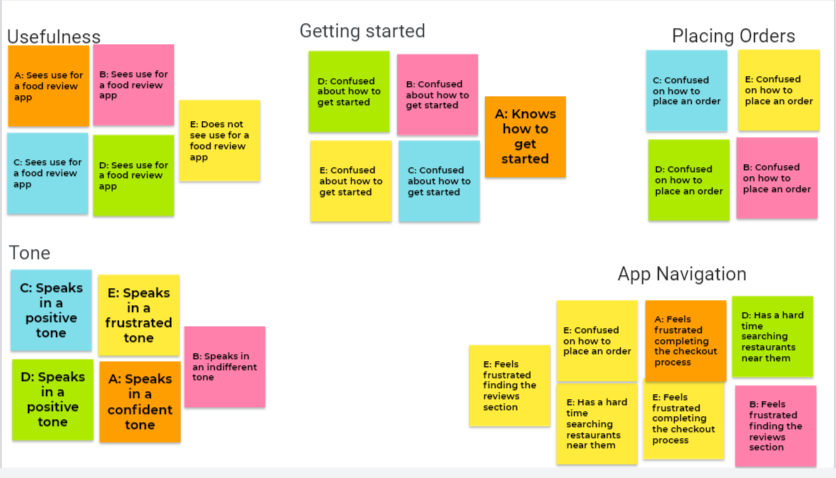 Usefulness
A: Sees use for
a food review
app
B: Sees use for
a food review
app
E: Does not
see use for a
food review
app
C: Sees use for
a food review
app
D: Sees use for
a food review
app
Getting started
D: Confused
about how to
get started
B: Confused
about how to
get started
A: Knows
how to
get
started
E: Confused
about how to
get started
C: Confused
about how to
get started
Placing Orders
C: Confused
on how to
place an order
E: Confused
on how to
place an order
D: Confused
on how to
place an order
B: Confused
on how to
place an order
Tone
C: Speaks
in a
positive
tone
E: Speaks
in a
frustrated
tone
B: Speaks in
an indifferent
tone
D: Speaks
in a
positive
tone
A: Speaks
in a
confident
tone
App Navigation
E: Feels
frustrated
finding the
reviews
section
E: Confused
on how to
place an order
A: Feels
frustrated
completing
the checkout
process
D: Has a hard
time
searching
restaurants
near them
E: Has a hard
time
searching
restaurants
near them
E: Feels
frustrated
completing
the checkout
process
B: Feels
frustrated
finding the
reviews
section